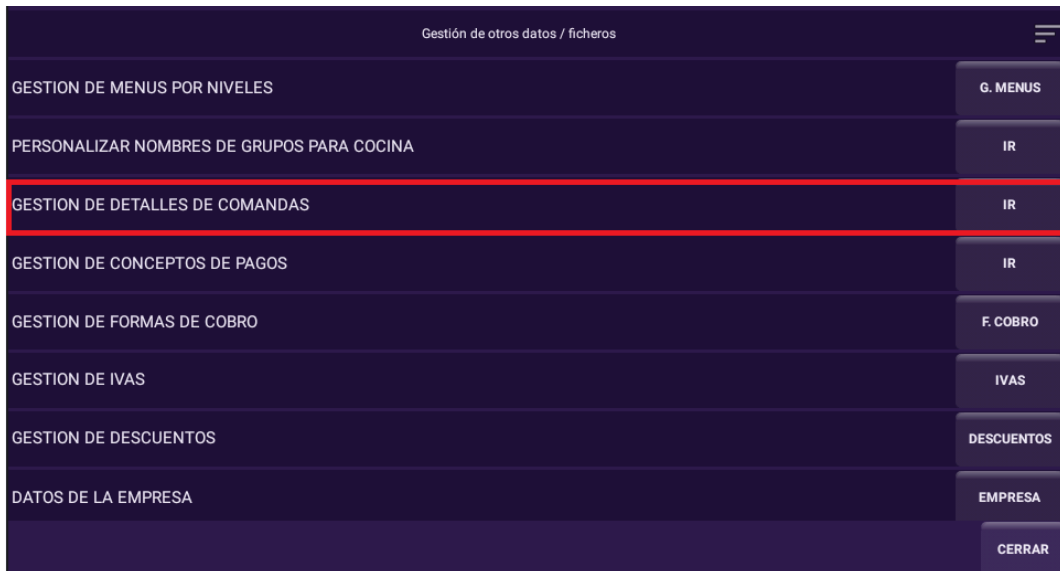 Gestión de otros datos / ficheros
GESTION DE MENUS POR NIVELES G. MENUS
PERSONALIZAR NOMBRES DE GRUPOS PARA COCINA IR
GESTION DE DETALLES DE COMANDAS IR
GESTION DE CONCEPTOS DE PAGOS IR
GESTION DE FORMAS DE COBRO F. COBRO
GESTION DE IVAS IVAS
GESTION DE DESCUENTOS DESCUENTOS
DATOS DE LA EMPRESA EMPRESA
CERRAR